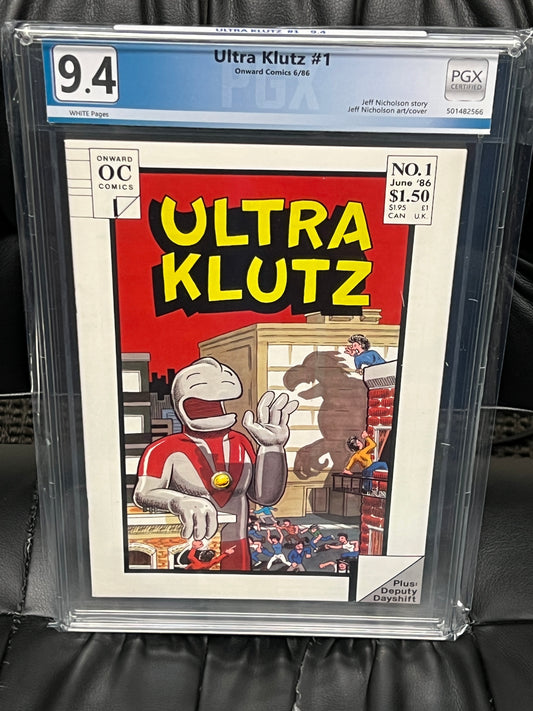 ULTRA KLUTZ #1 9.4
9.4
WHITE Pages
Ultra Klutz #1
Onward Comics 6/86
PGX
Jeff Nicholson story
Jeff Nicholson art/cover
PGX
CERTIFIED
501482566
ONWARD
OC
COMICS
NO. 1
June '86
$1.50
$1.95 £1
CAN U.K.
ULTRA
KLUTZ
Plus:
Deputy
Dayshift